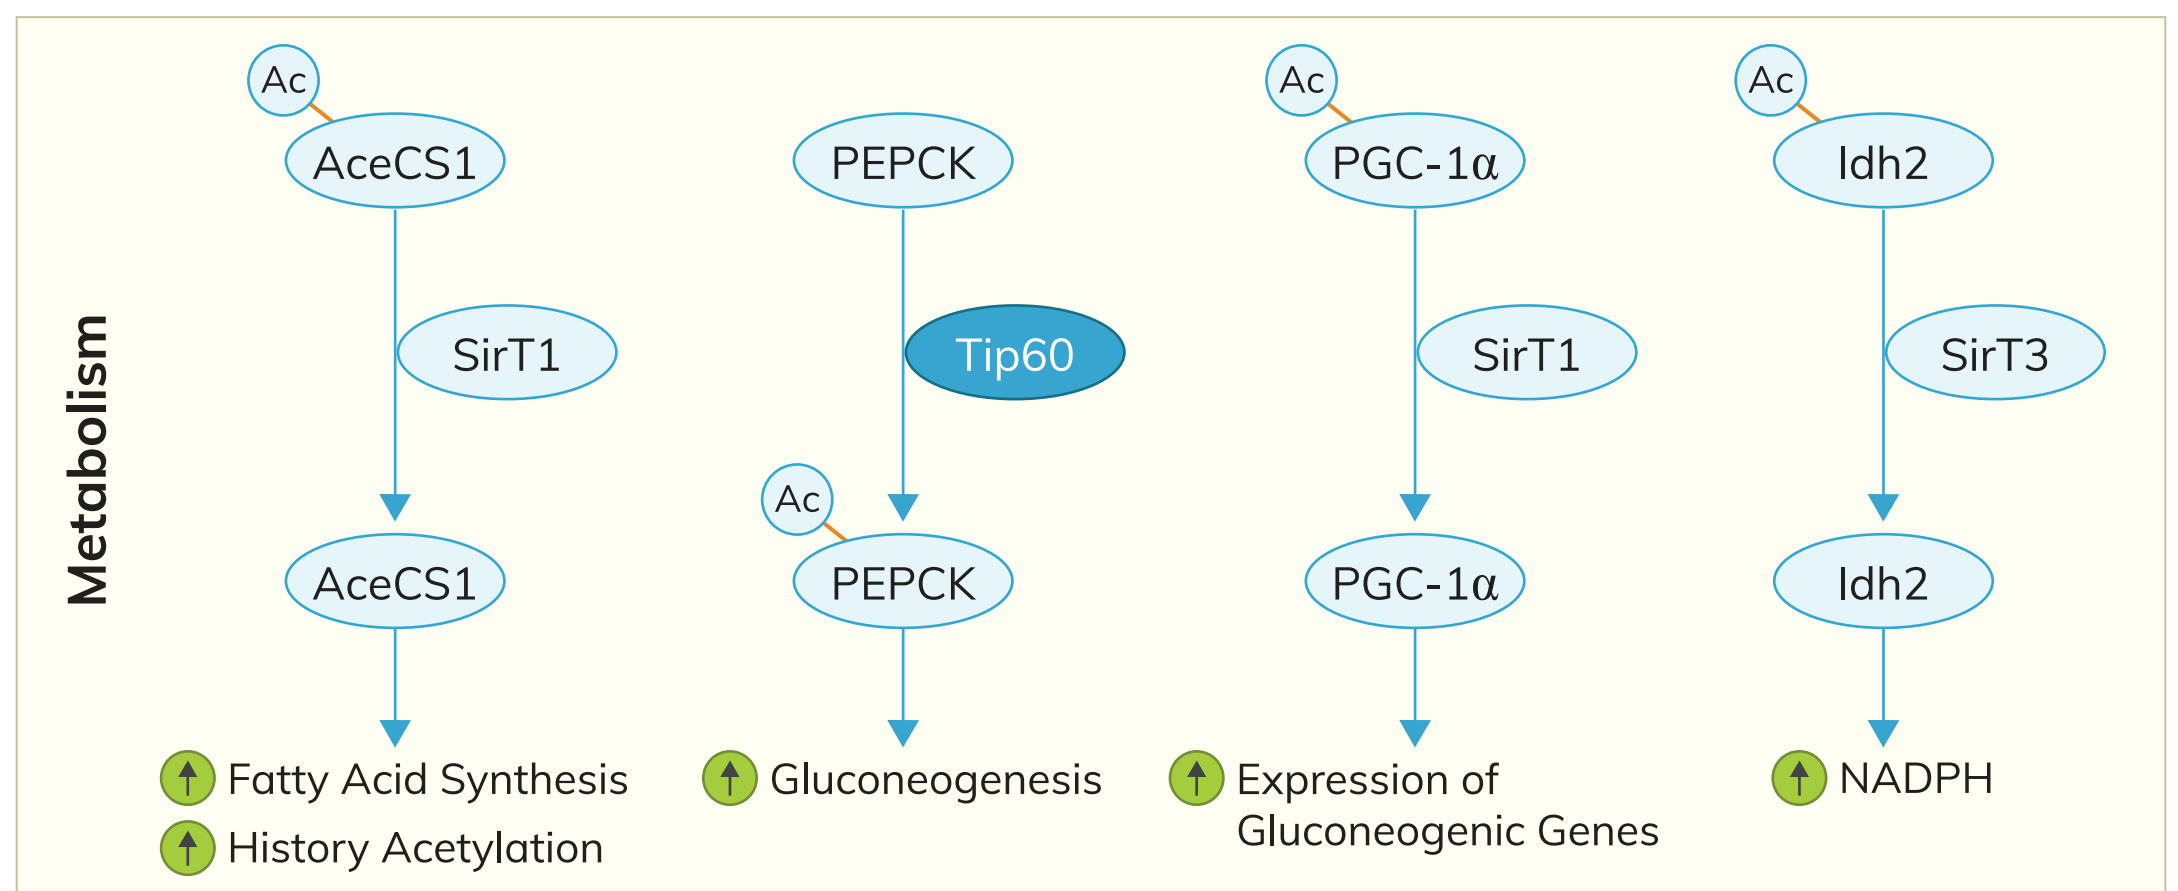 Metabolism
Ac
AceCS1
SirT1
AceCS1
Fatty Acid Synthesis
History Acetylation
PEPCK
Tip60
Ac
PEPCK
Gluconeogenesis
Ac
PGC-1α
SirT1
PGC-1α
Expression of
Gluconeogenic Genes
Ac
Idh2
SirT3
Idh2
NADPH